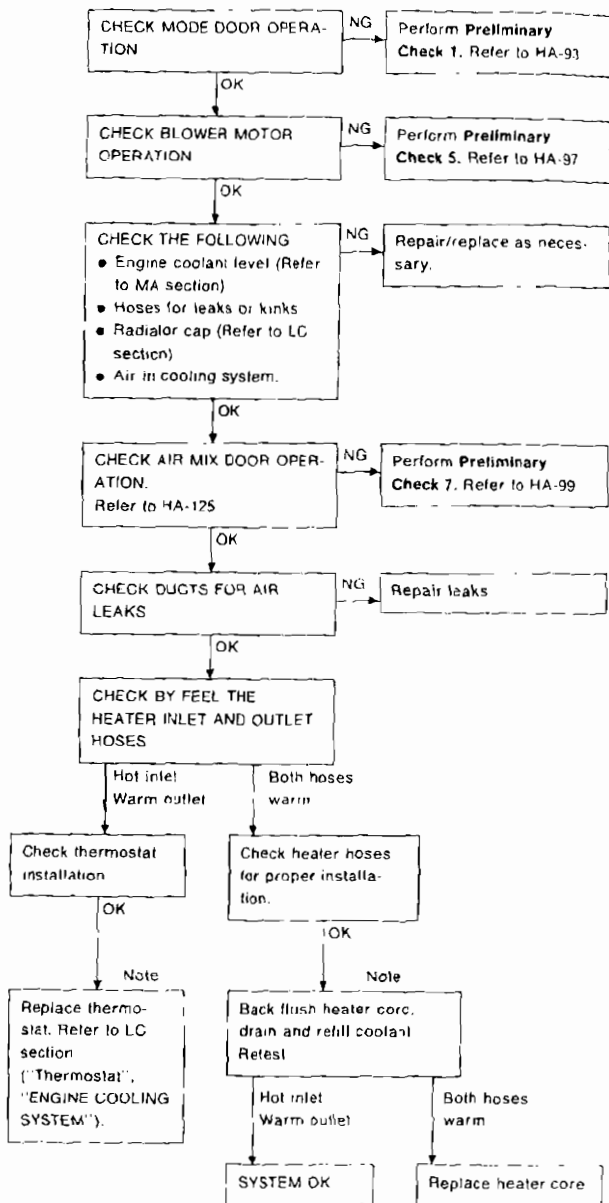 CHECK MODE DOOR OPERA-
TION
NG
Perform Preliminary
Check 1. Refer to HA-93
OK
CHECK BLOWER MOTOR
OPERATION
NG
Perform Preliminary
Check 5. Refer to HA-97
OK
CHECK THE FOLLOWING
● Engine coolant level (Refer
to MA section)
● Hoses for leaks or kinks
● Radiator cap (Refer to LC
section)
● Air in cooling system.
NG
Repair/replace as neces-
sary.
OK
CHECK AIR MIX DOOR OPER-
ATION.
Refer to HA-125
NG
Perform Preliminary
Check 7. Refer to HA-99
OK
CHECK DUCTS FOR AIR
LEAKS
NG
Repair leaks
OK
CHECK BY FEEL THE
HEATER INLET AND OUTLET
HOSES
Hot inlet
Warm outlet
Both hoses
warm
Check thermostat
installation
Check heater hoses
for proper installa-
tion.
OK
OK
Note
Note
Replace thermo-
stat. Refer to LC
section
("Thermostat",
"ENGINE COOLING
SYSTEM").
Back flush heater core,
drain and refill coolant
Retest
Hot inlet
Warm outlet
Both hoses
warm
SYSTEM OK
Replace heater core